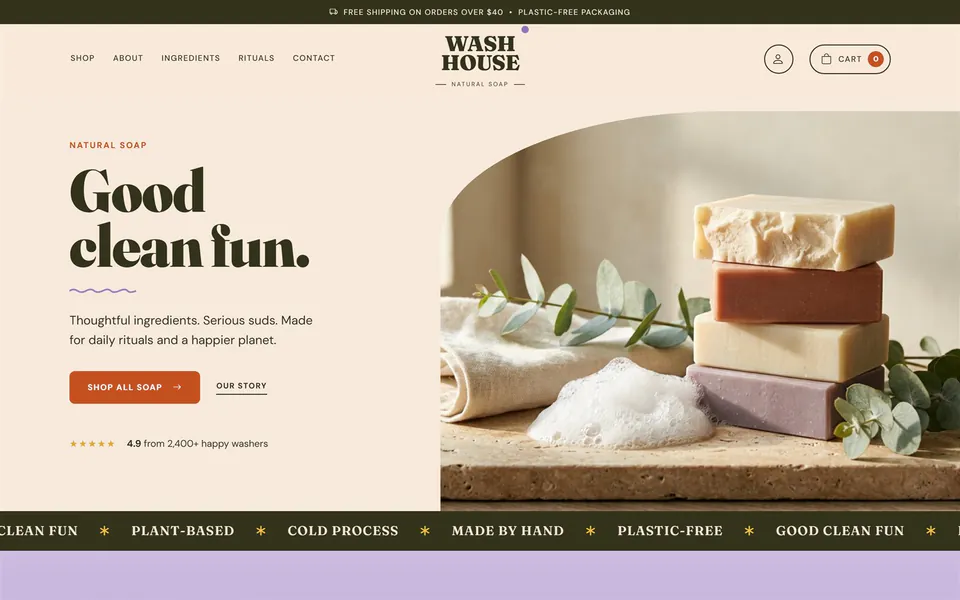 FREE SHIPPING ON ORDERS OVER $40 • PLASTIC-FREE PACKAGING
SHOP ABOUT INGREDIENTS RITUALS CONTACT
WASH
HOUSE
NATURAL SOAP
CART 0
NATURAL SOAP
Good
clean fun.
Thoughtful ingredients. Serious suds. Made
for daily rituals and a happier planet.
SHOP ALL SOAP →
OUR STORY
★★★★★ 4.9 from 2,400+ happy washers
CLEAN FUN * PLANT-BASED * COLD PROCESS * MADE BY HAND * PLASTIC-FREE * GOOD CLEAN FUN *